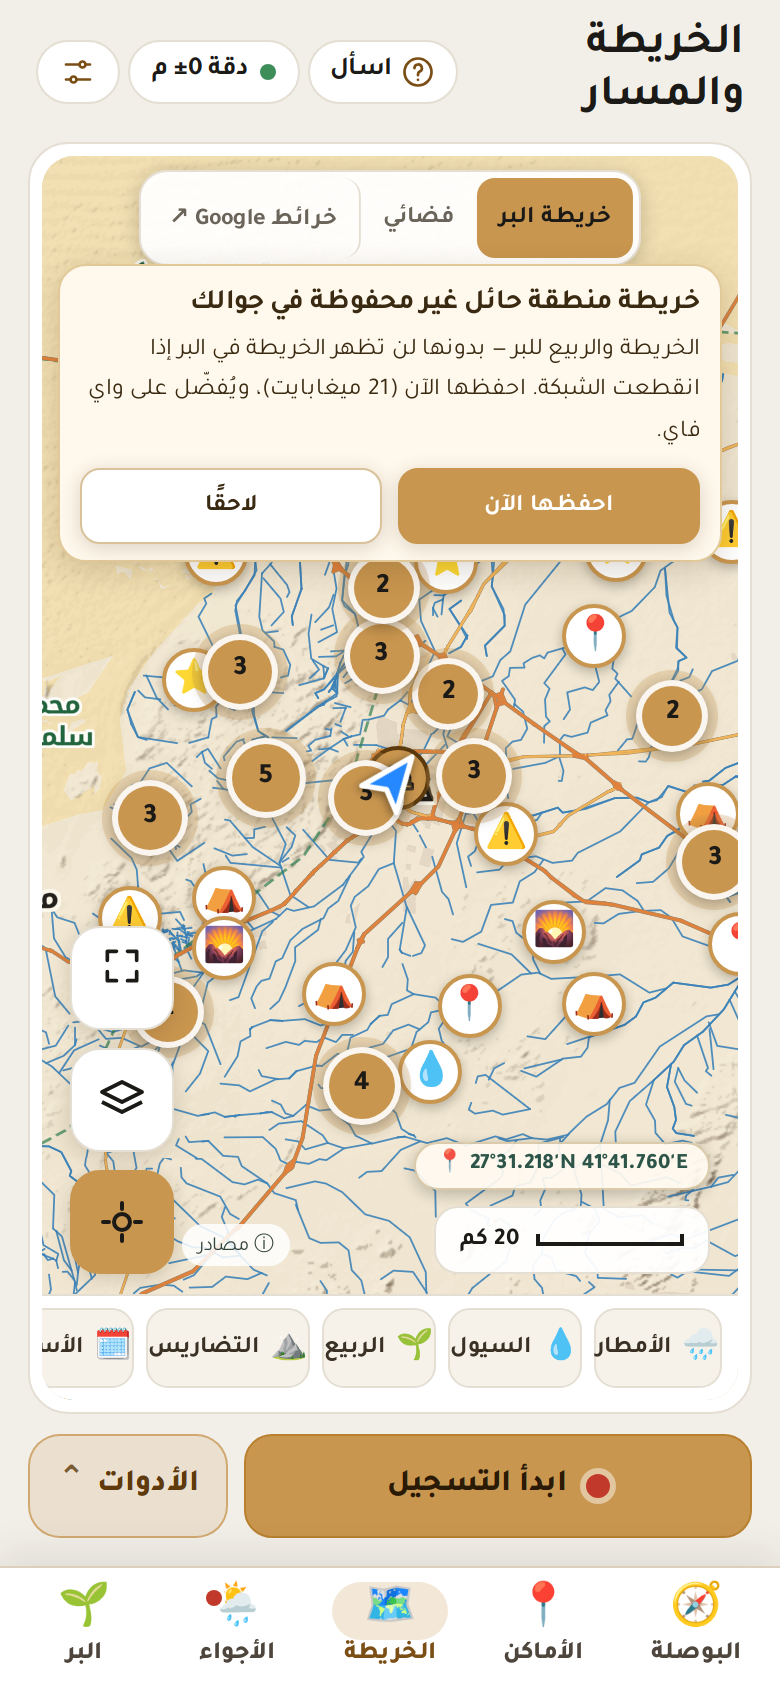 الخريطة
والمسار
اسأل
دقة ±0 م
خريطة البر
فضائي
خرائط Google ↗
خريطة منطقة حائل غير محفوظة في جوالك
الخريطة والربيع للبر – بدونها لن تظهر الخريطة في البر إذا
انقطعت الشبكة. احفظها الآن (21 ميغابايت)، ويُفضّل على واي
فاي.
احفظها الآن
لاحقًا
2
3
3
2
2
5
3
3
3
3
4
27°31.218′N 41°41.760′E
20 كم
ⓘ مصادر
الأمطار
السيول
الربيع
التضاريس
ابدأ التسجيل
الأدوات
البوصلة
الأماكن
الخريطة
الأجواء
البر